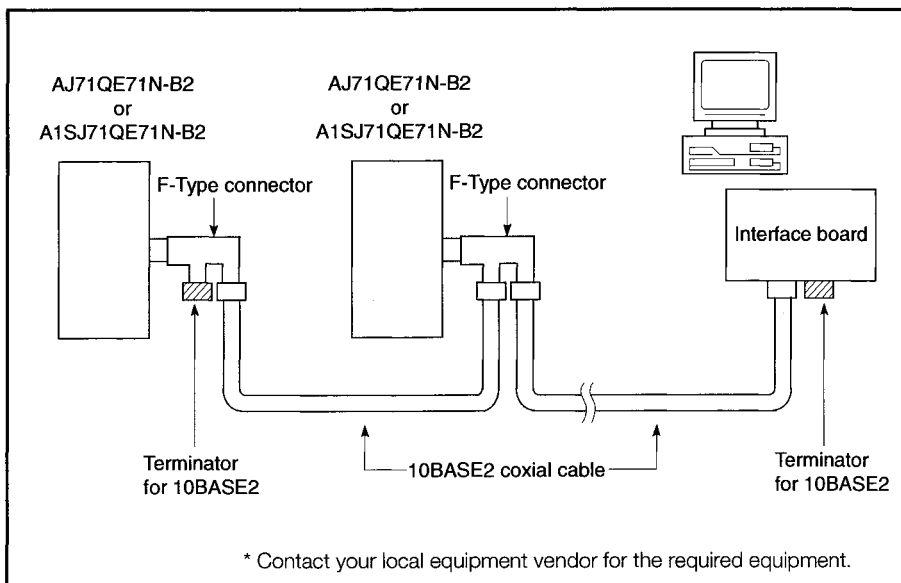 AJ71QE71N-B2
or
A1SJ71QE71N-B2
AJ71QE71N-B2
or
A1SJ71QE71N-B2
F-Type connector
F-Type connector
Interface board
Terminator
for 10BASE2
10BASE2 coxial cable
Terminator
for 10BASE2
* Contact your local equipment vendor for the required equipment.